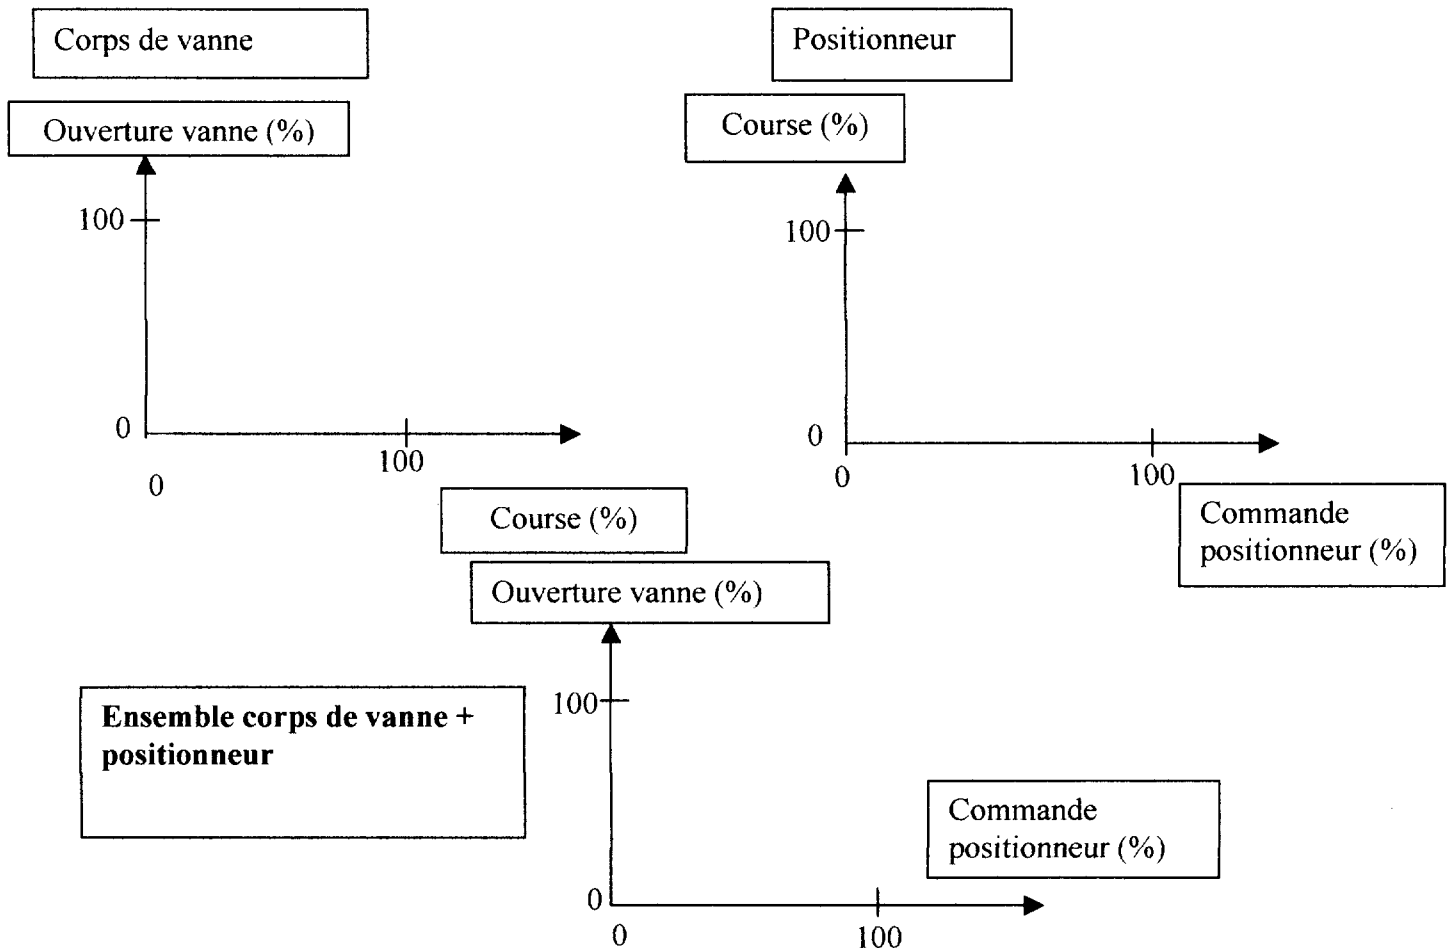 Corps de vanne
Ouverture vanne (%)
100
0
0
100
Course (%)
Positionneur
Course (%)
100
0
0
100
Commande
positionneur (%)
Ouverture vanne (%)
Ensemble corps de vanne +
positionneur
100
0
0
100
Commande
positionneur (%)